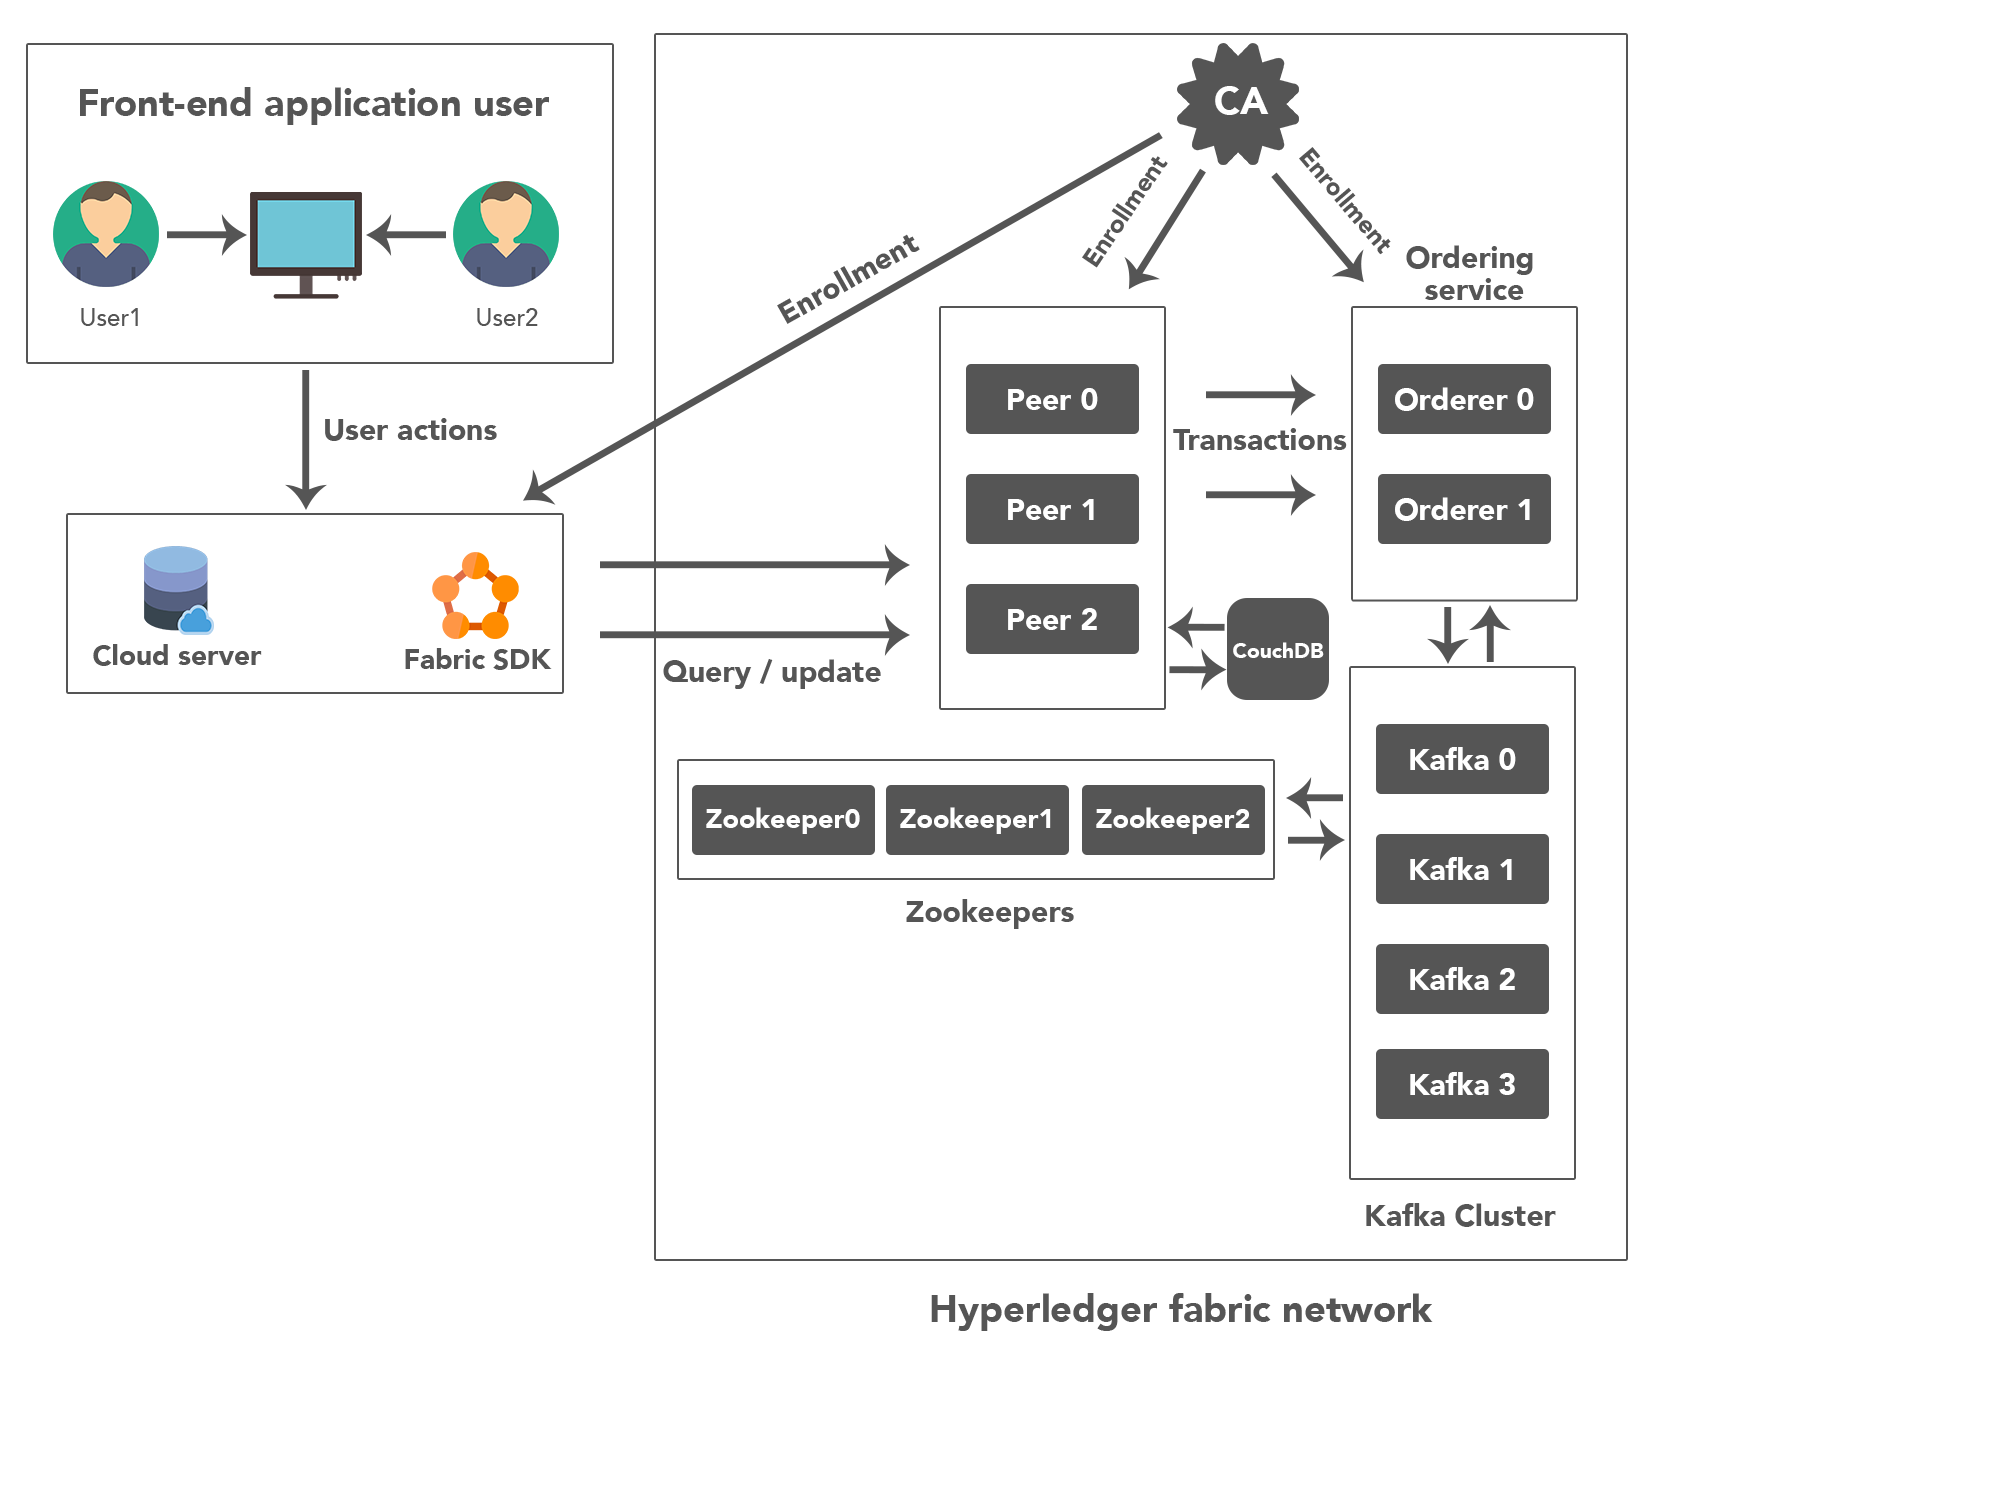 Front-end application user
User1
User2
User actions
Cloud server
Fabric SDK
Query / update
CA
Enrollment
Enrollment
Enrollment
Ordering
service
Peer 0
Peer 1
Peer 2
Transactions
Orderer 0
Orderer 1
CouchDB
Zookeeper0
Zookeeper1
Zookeeper2
Zookeepers
Kafka 0
Kafka 1
Kafka 2
Kafka 3
Kafka Cluster
Hyperledger fabric network